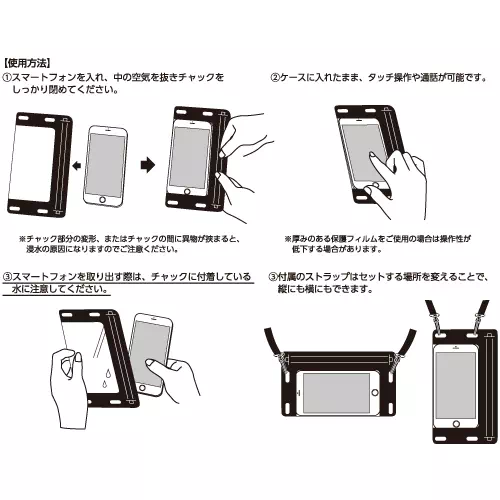 【使用方法】
①スマートフォンを入れ、中の空気を抜きチャックを
しっかり閉めてください。
②ケースに入れたまま、タッチ操作や通話が可能です。
※チャック部分の変形、またはチャックの間に異物が挟まると、
浸水の原因になりますのでご注意ください。
※厚みのある保護フィルムをご使用の場合は操作性が
低下する場合があります。
③スマートフォンを取り出す際は、チャックに付着している
水に注意してください。
③付属のストラップはセットする場所を変えることで、
縦にも横にもできます。